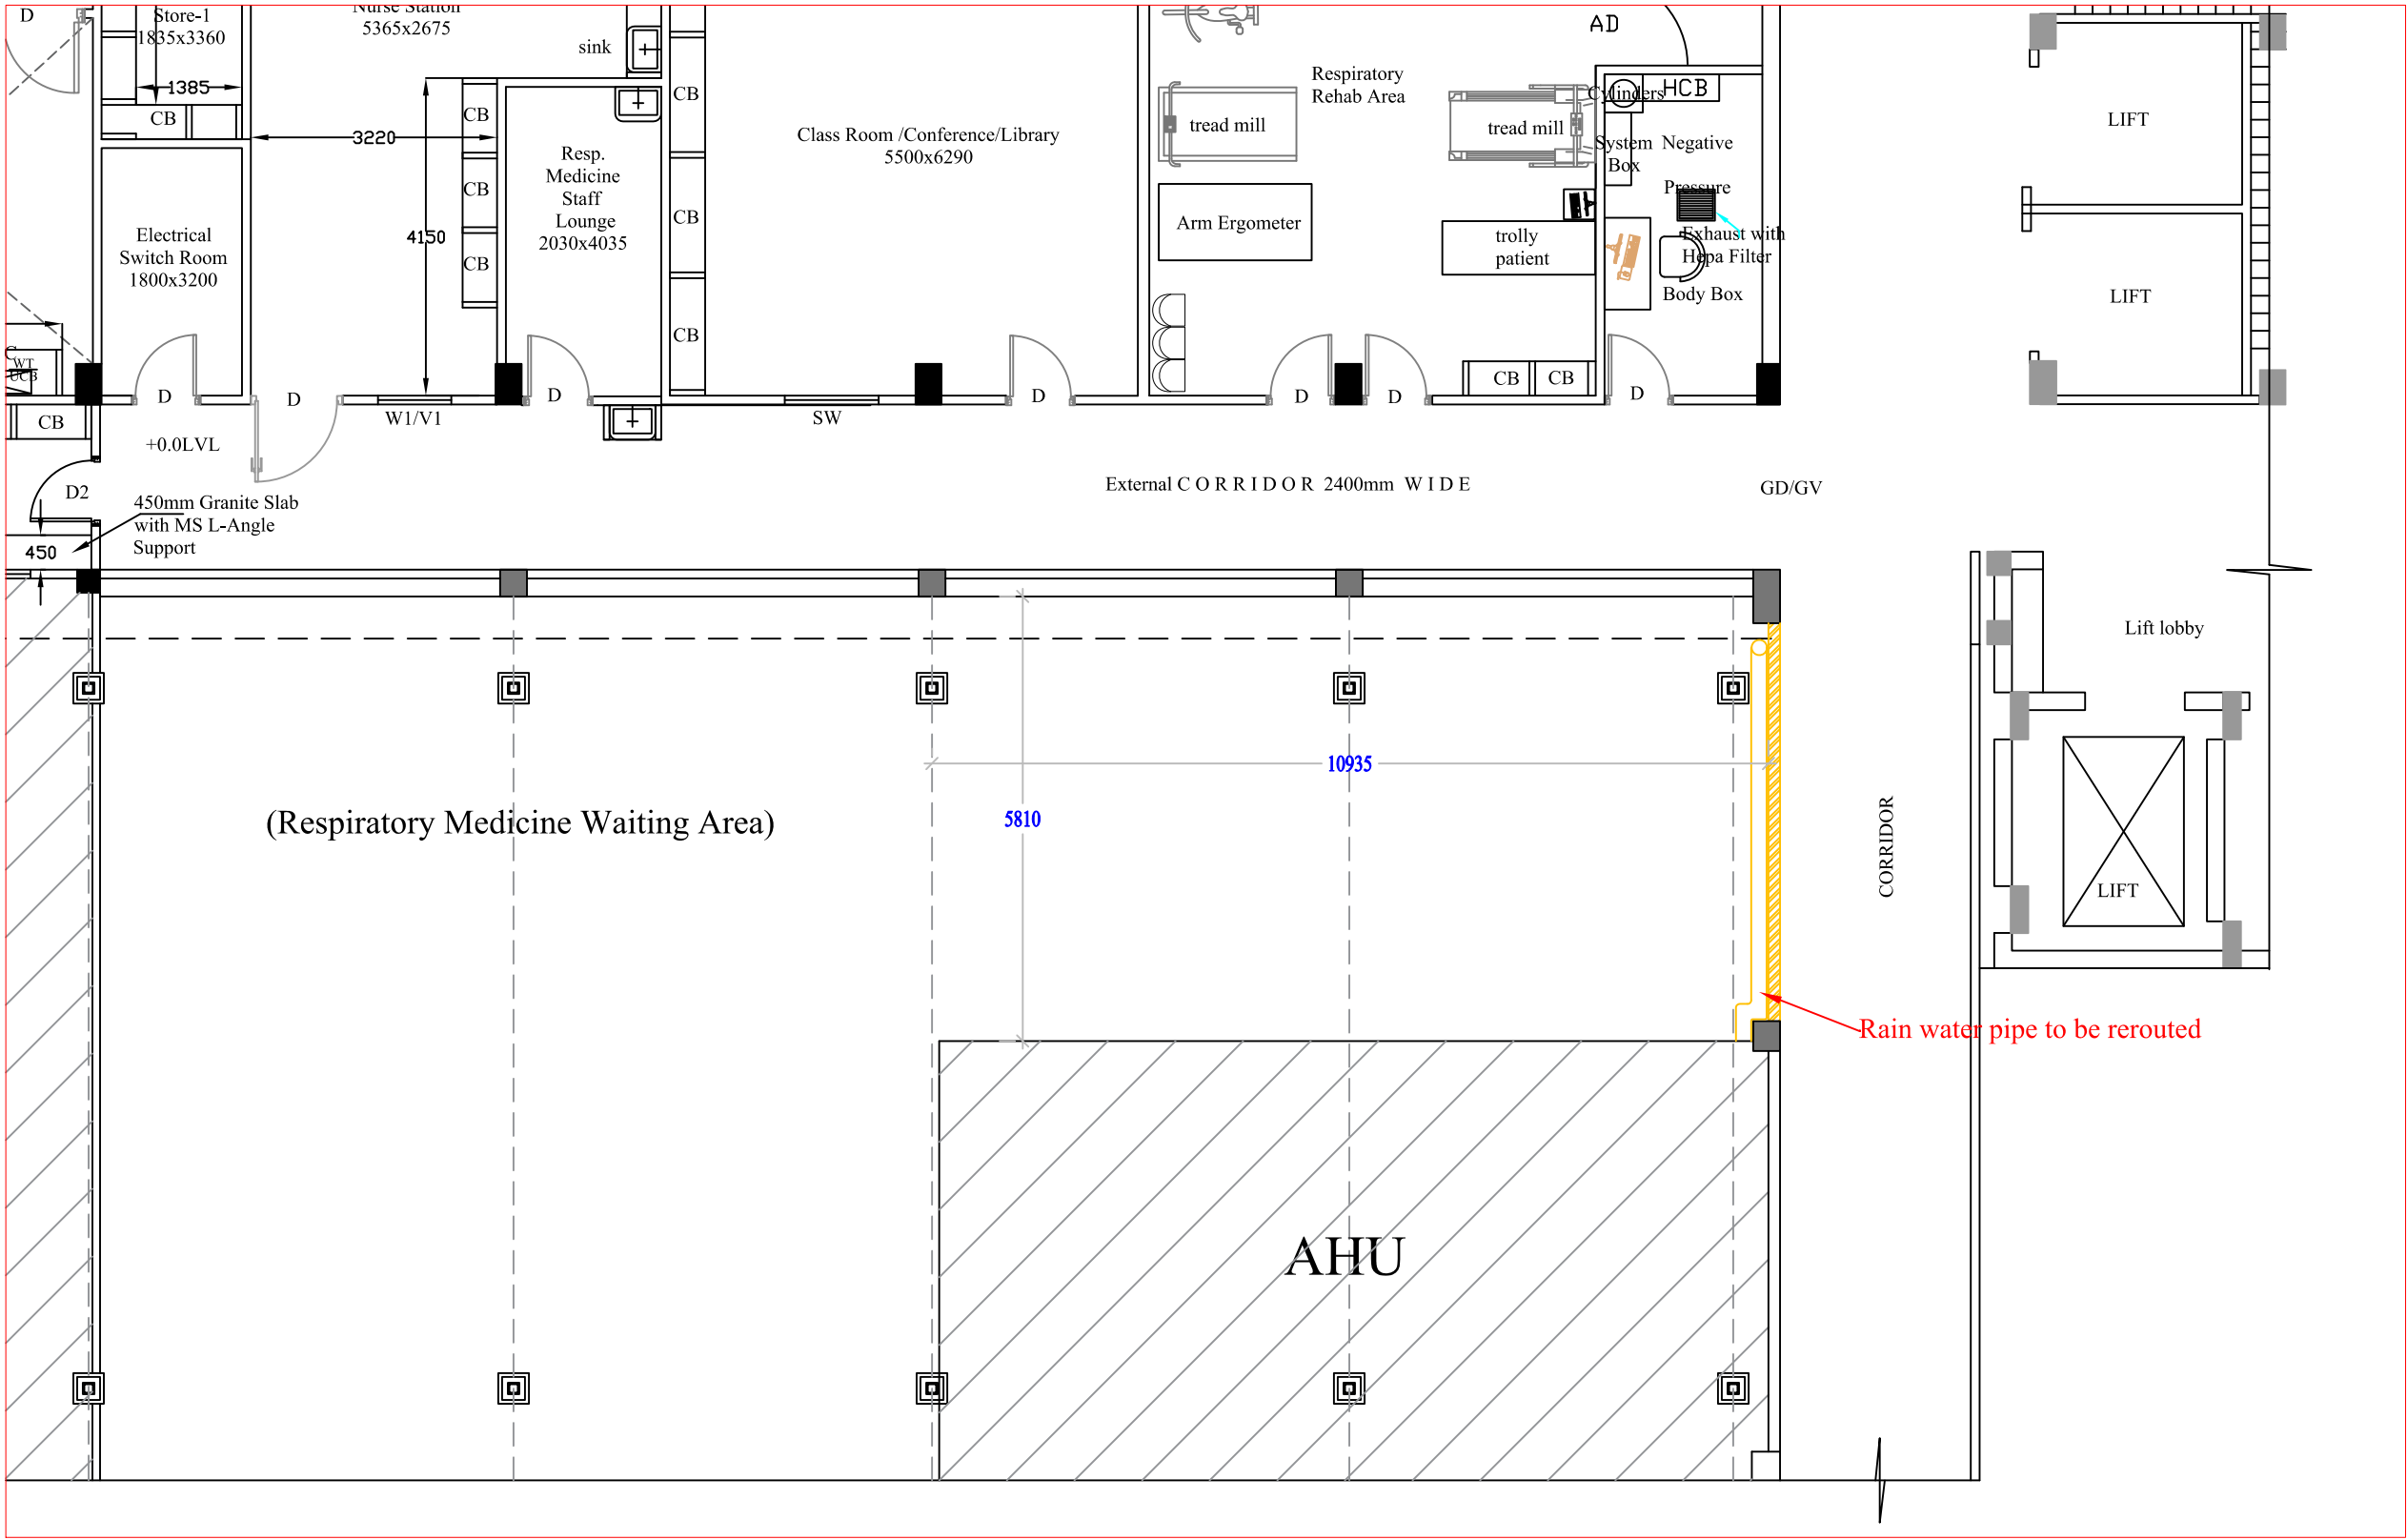 D
Store-1
1835x3360
Nurse Station
5365x2675
sink
1385
CB
3220
4150
CB
CB
CB
Electrical
Switch Room
1800x3200
Resp.
Medicine
Staff
Lounge
2030x4035
CB
CB
CB
Class Room /Conference/Library
5500x6290
Respiratory
Rehab Area
tread mill
tread mill
Arm Ergometer
trolly
patient
AD
HCB
Cylinders
System
Box
Negative
Pressure
Exhaust with
Hepa Filter
Body Box
LIFT
LIFT
C
WT
UCB
CB
D
D
W1/V1
D
SW
D
D
D
CB
CB
D
+0.0LVL
D2
450mm Granite Slab
with MS L-Angle
Support
450
External C O R R I D O R 2400mm W I D E
GD/GV
Lift lobby
10935
5810
(Respiratory Medicine Waiting Area)
CORRIDOR
LIFT
Rain water pipe to be rerouted
AHU